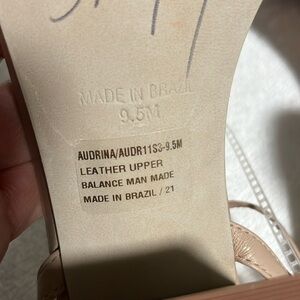 MADE IN BRAZIL
9.5M
AUDRINA/AUDR11S3-9.5M
LEATHER UPPER
BALANCE MAN MADE
MADE IN BRAZIL / 21